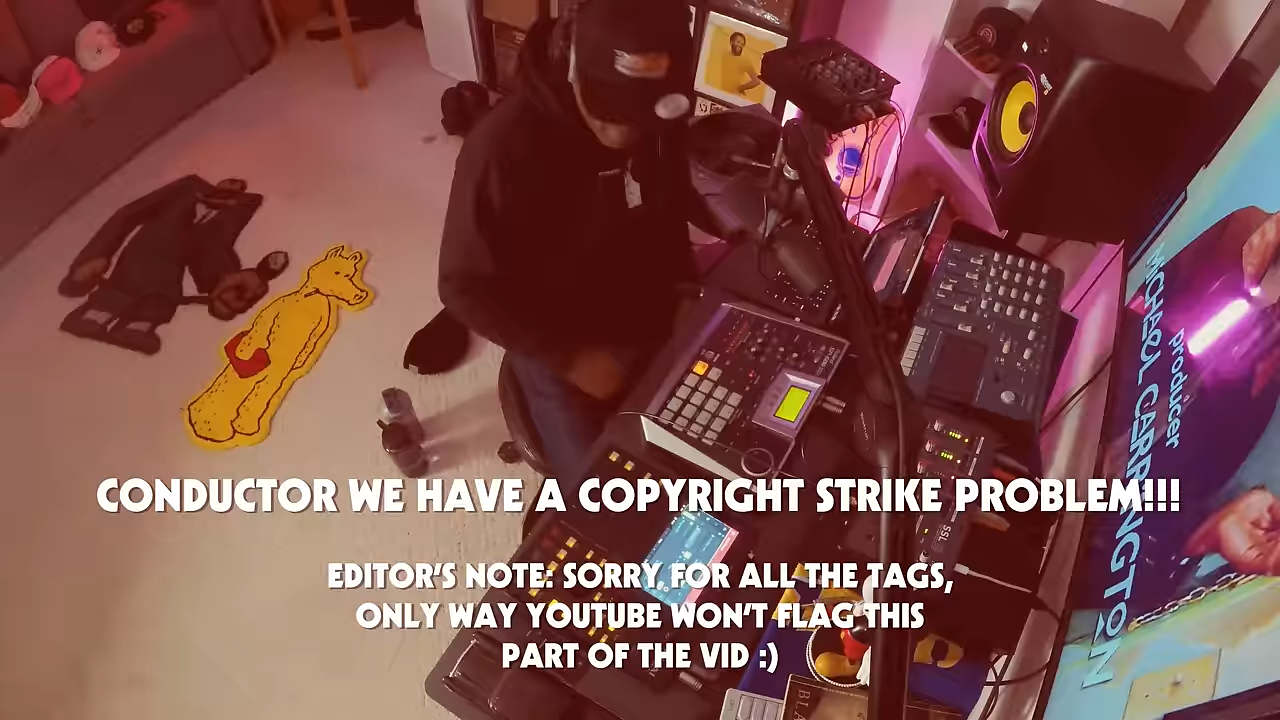 CONDUCTOR WE HAVE A COPYRIGHT STRIKE PROBLEM!!!
EDITOR'S NOTE: SORRY FOR ALL THE TAGS,
ONLY WAY YOUTUBE WON'T FLAG THIS
PART OF THE VID :)
producer
MICHAEL CARRINGTON
SSL